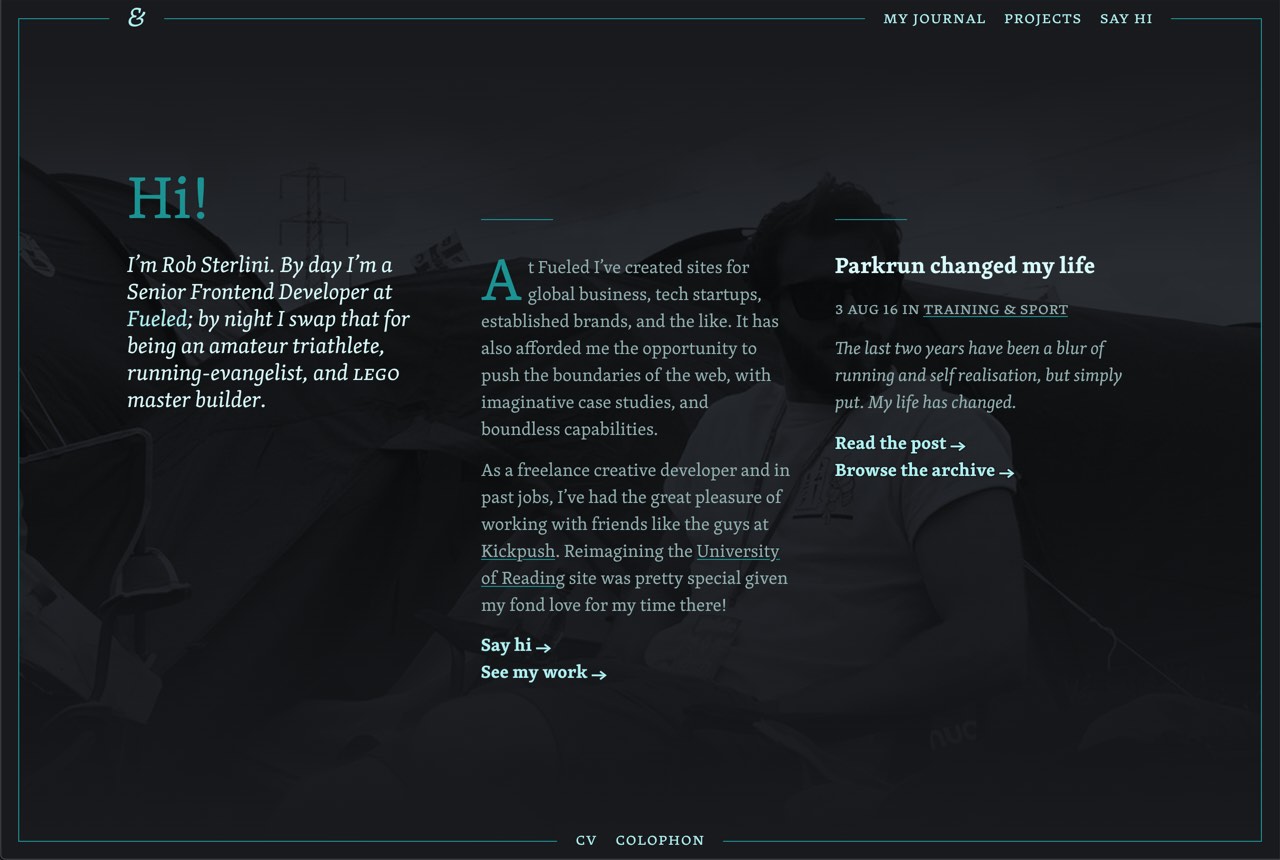 &
MY JOURNAL PROJECTS SAY HI
Hi!
I’m Rob Sterlini. By day I’m a
Senior Frontend Developer at
Fueled; by night I swap that for
being an amateur triathlete,
running-evangelist, and LEGO
master builder.
At Fueled I’ve created sites for
global business, tech startups,
established brands, and the like. It has
also afforded me the opportunity to
push the boundaries of the web, with
imaginative case studies, and
boundless capabilities.
As a freelance creative developer and in
past jobs, I’ve had the great pleasure of
working with friends like the guys at
Kickpush. Reimagining the University
of Reading site was pretty special given
my fond love for my time there!
Say hi →
See my work →
Parkrun changed my life
3 AUG 16 IN TRAINING & SPORT
The last two years have been a blur of
running and self realisation, but simply
put. My life has changed.
Read the post →
Browse the archive →
CV COLOPHON